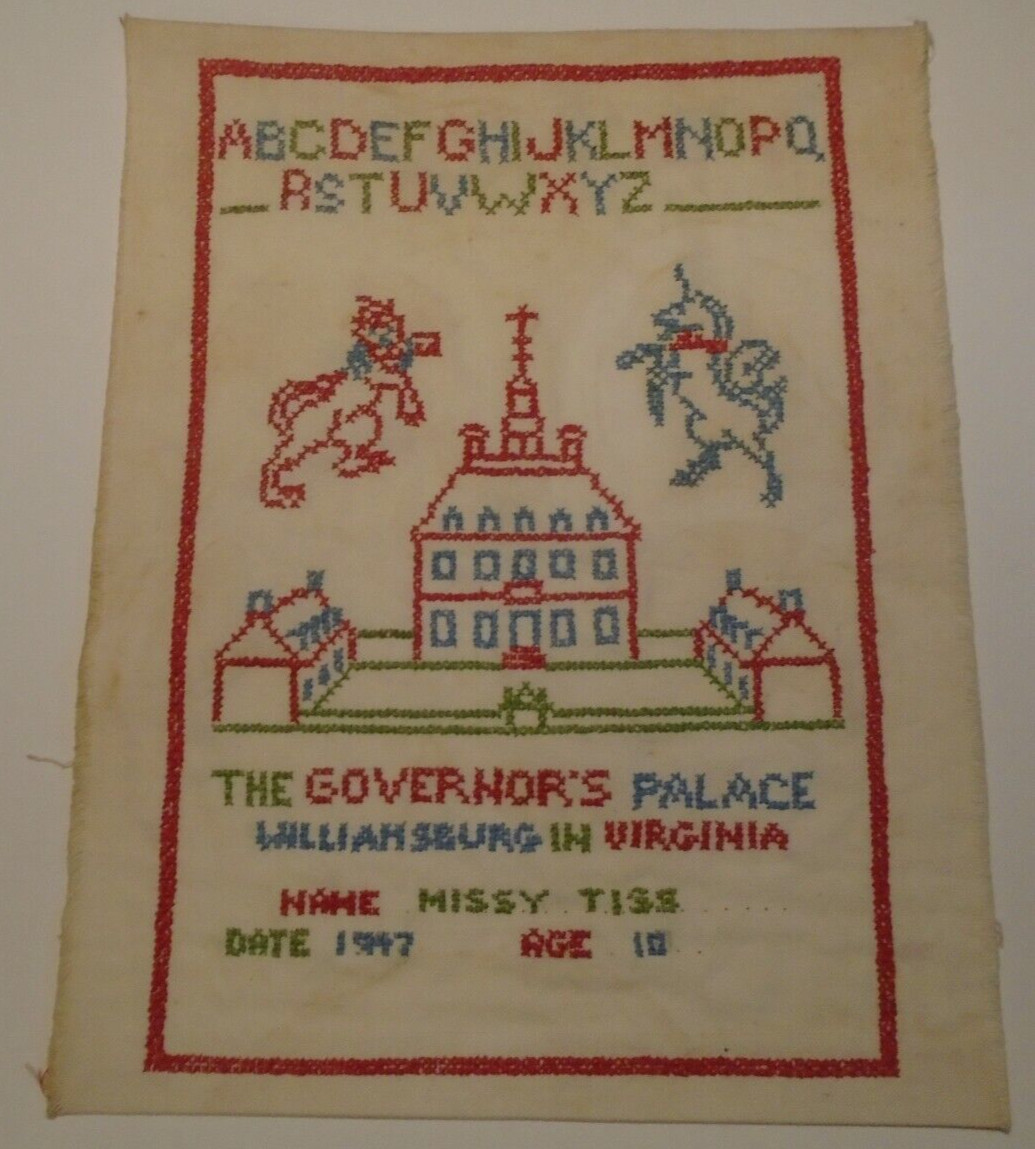 ABCDEFGHIJKLMNOPQ
RSTUVWXYZ
THE GOVERNOR'S PALACE
WILLIAMSBURG IN VIRGINIA
NAME MISSY TISS
DATE 1947 AGE 10